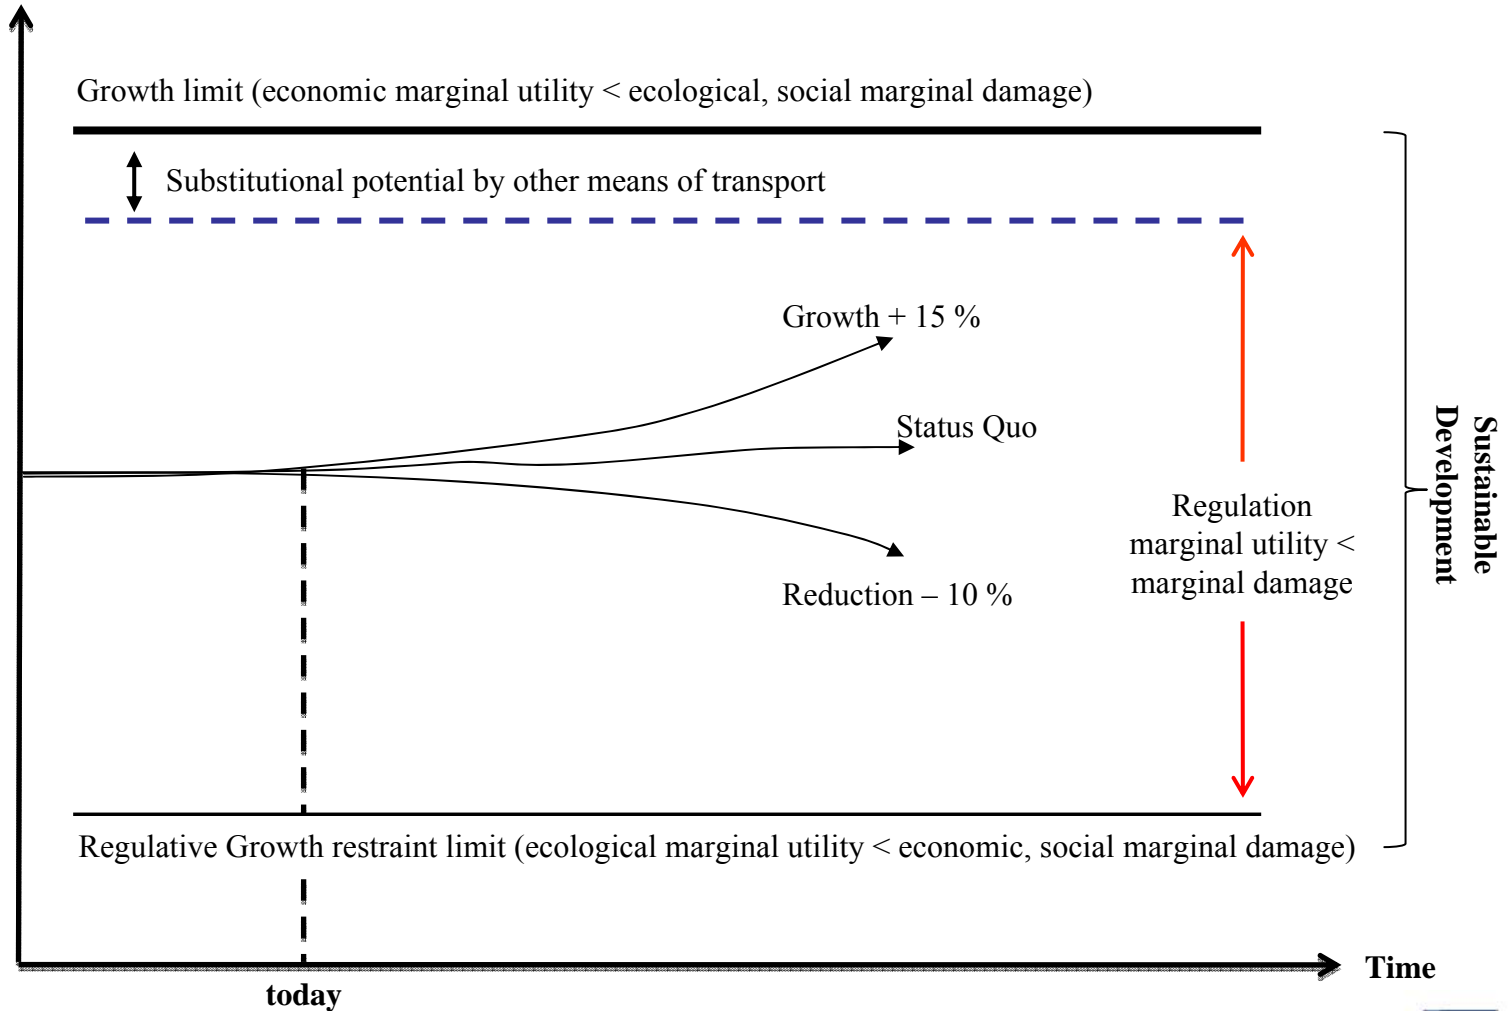 Growth limit (economic marginal utility < ecological, social marginal damage)
Substitutional potential by other means of transport
Growth + 15 %
Status Quo
Regulation
marginal utility <
marginal damage
Reduction – 10 %
Sustainable
Development
Regulative Growth restraint limit (ecological marginal utility < economic, social marginal damage)
Time
today